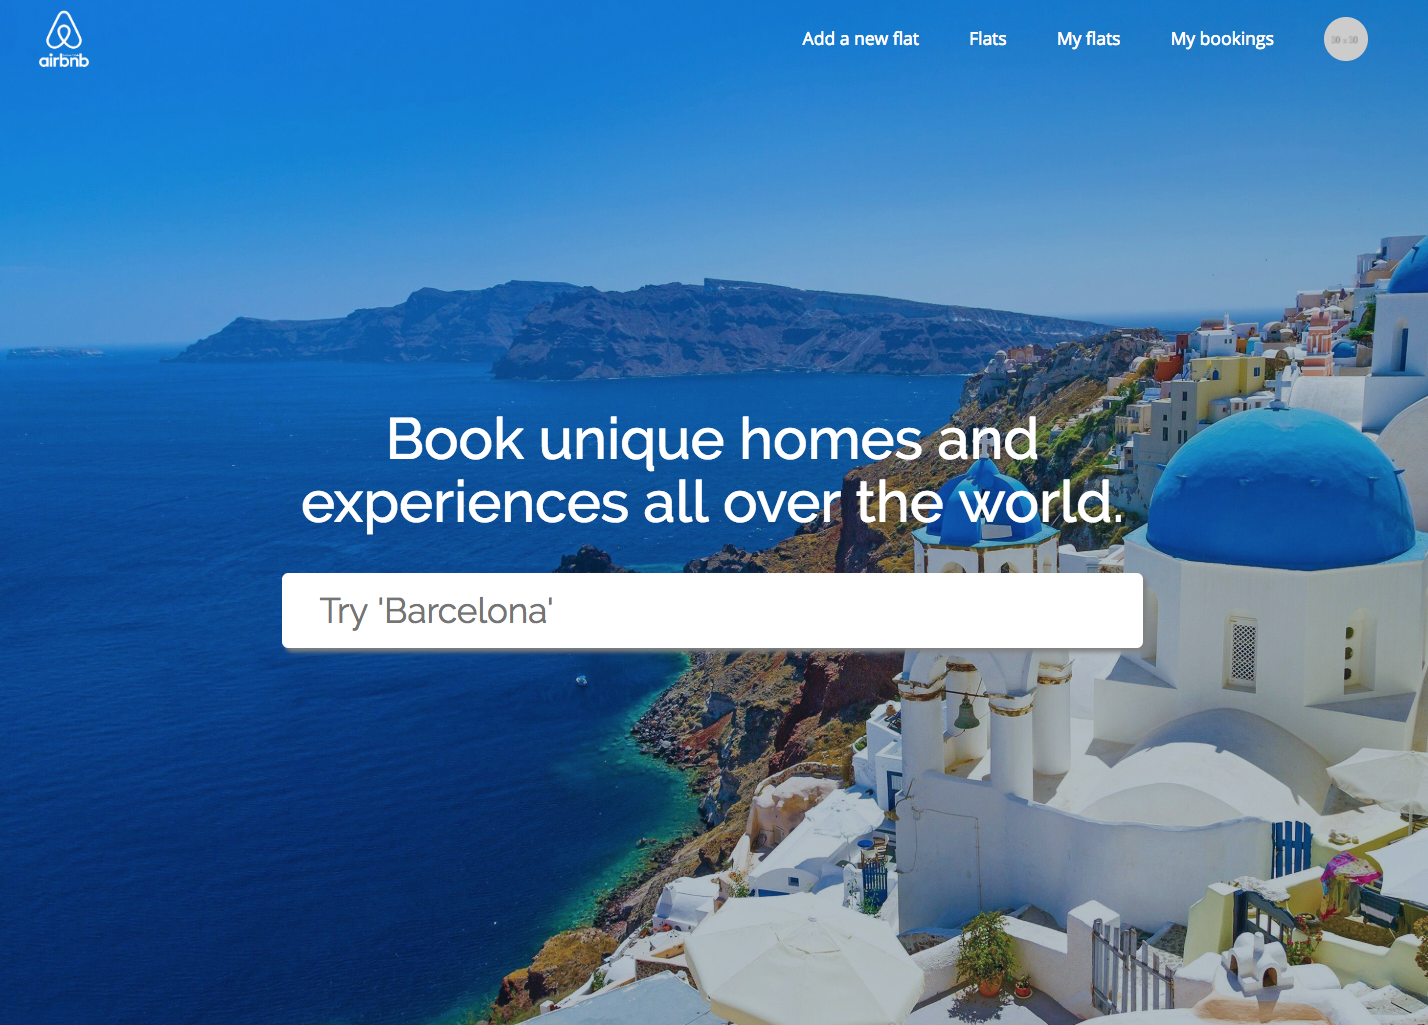 airbnb
Add a new flat
Flats
My flats
My bookings
30 x 30
Book unique homes and
experiences all over the world.
Try 'Barcelona'